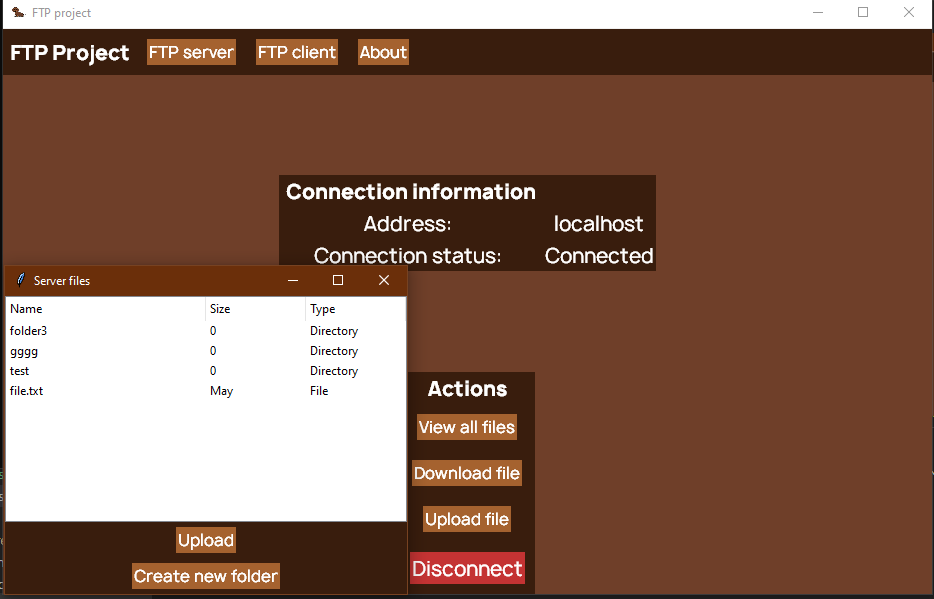 FTP project
FTP Project FTP server FTP client About
Connection information
Address: localhost
Connection status: Connected
Server files
Name Size Type
folder3 0 Directory
gggg 0 Directory
test 0 Directory
file.txt May File
Upload
Create new folder
Actions
View all files
Download file
Upload file
Disconnect